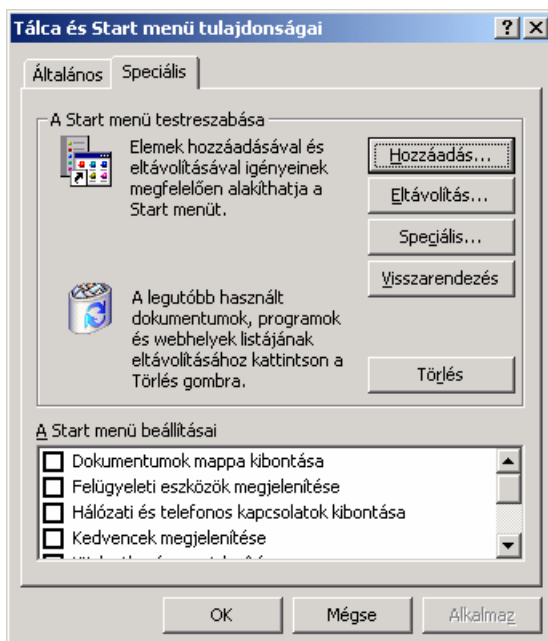 Tálca és Start menü tulajdonságai
Általános
Speciális
A Start menü testreszabása
Elemek hozzáadásával és
eltávolításával igényeinek
megfelelően alakíthatja a
Start menüt.
Hozzáadás...
Eltávolítás...
Speciális...
Visszarendezés
A legutóbb használt
dokumentumok, programok
és webhelyek listájának
eltávolításához kattintson a
Törlés gombra.
Törlés
A Start menü beállításai
Dokumentumok mappa kibontása
Felügyeleti eszközök megjelenítése
Hálózati és telefonos kapcsolatok kibontása
Kedvencek megjelenítése
OK
Mégse
Alkalmaz